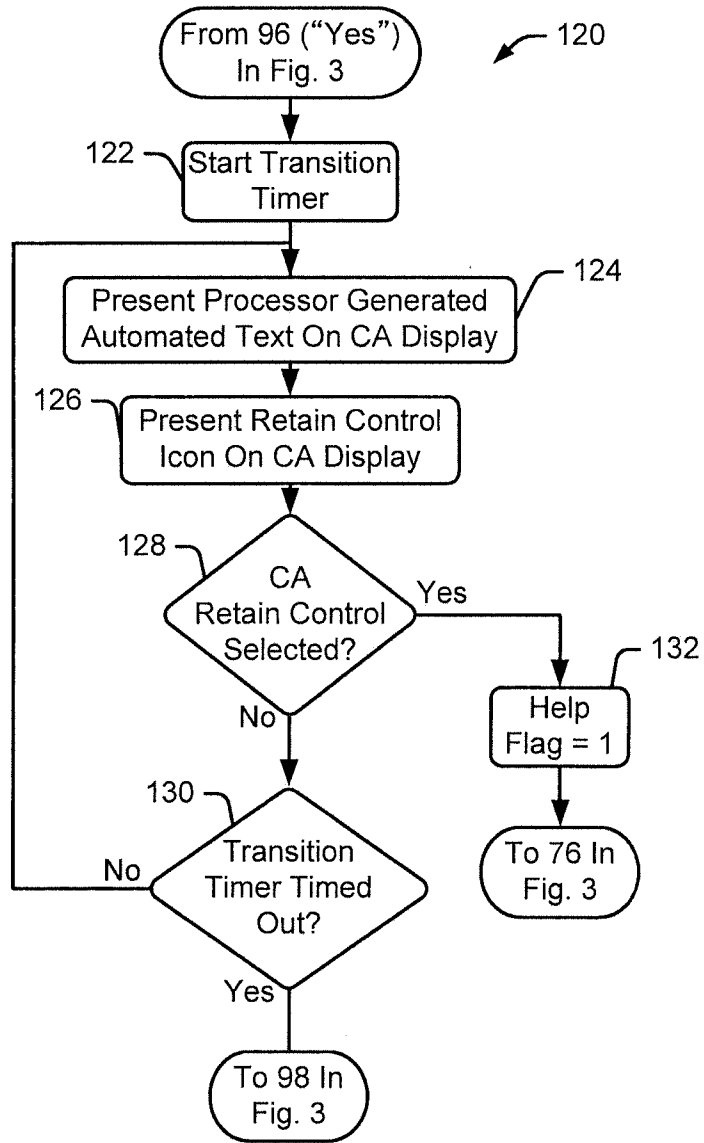 From 96 (“Yes”)
In Fig. 3
120
122
Start Transition
Timer
124
Present Processor Generated
Automated Text On CA Display
126
Present Retain Control
Icon On CA Display
128
CA
Retain Control
Selected?
Yes
No
132
Help
Flag = 1
To 76 In
Fig. 3
130
Transition
Timer Timed
Out?
No
Yes
To 98 In
Fig. 3